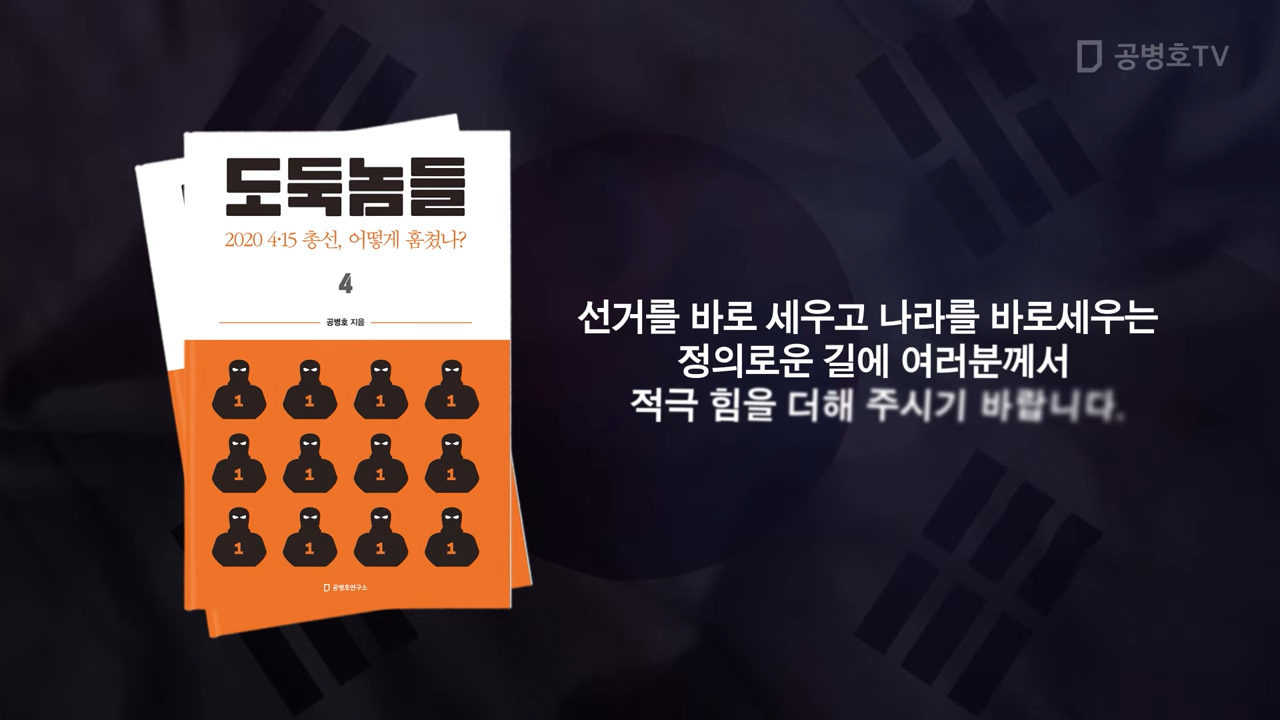 공병호TV
도둑놈들
2020 4·15 총선, 어떻게 훔쳤나?
4
공병호 지음
1 1 1 1
1 1 1 1
1 1 1 1
공병호연구소
선거를 바로 세우고 나라를 바로세우는
정의로운 길에 여러분께서
적극 힘을 더해 주시기 바랍니다.